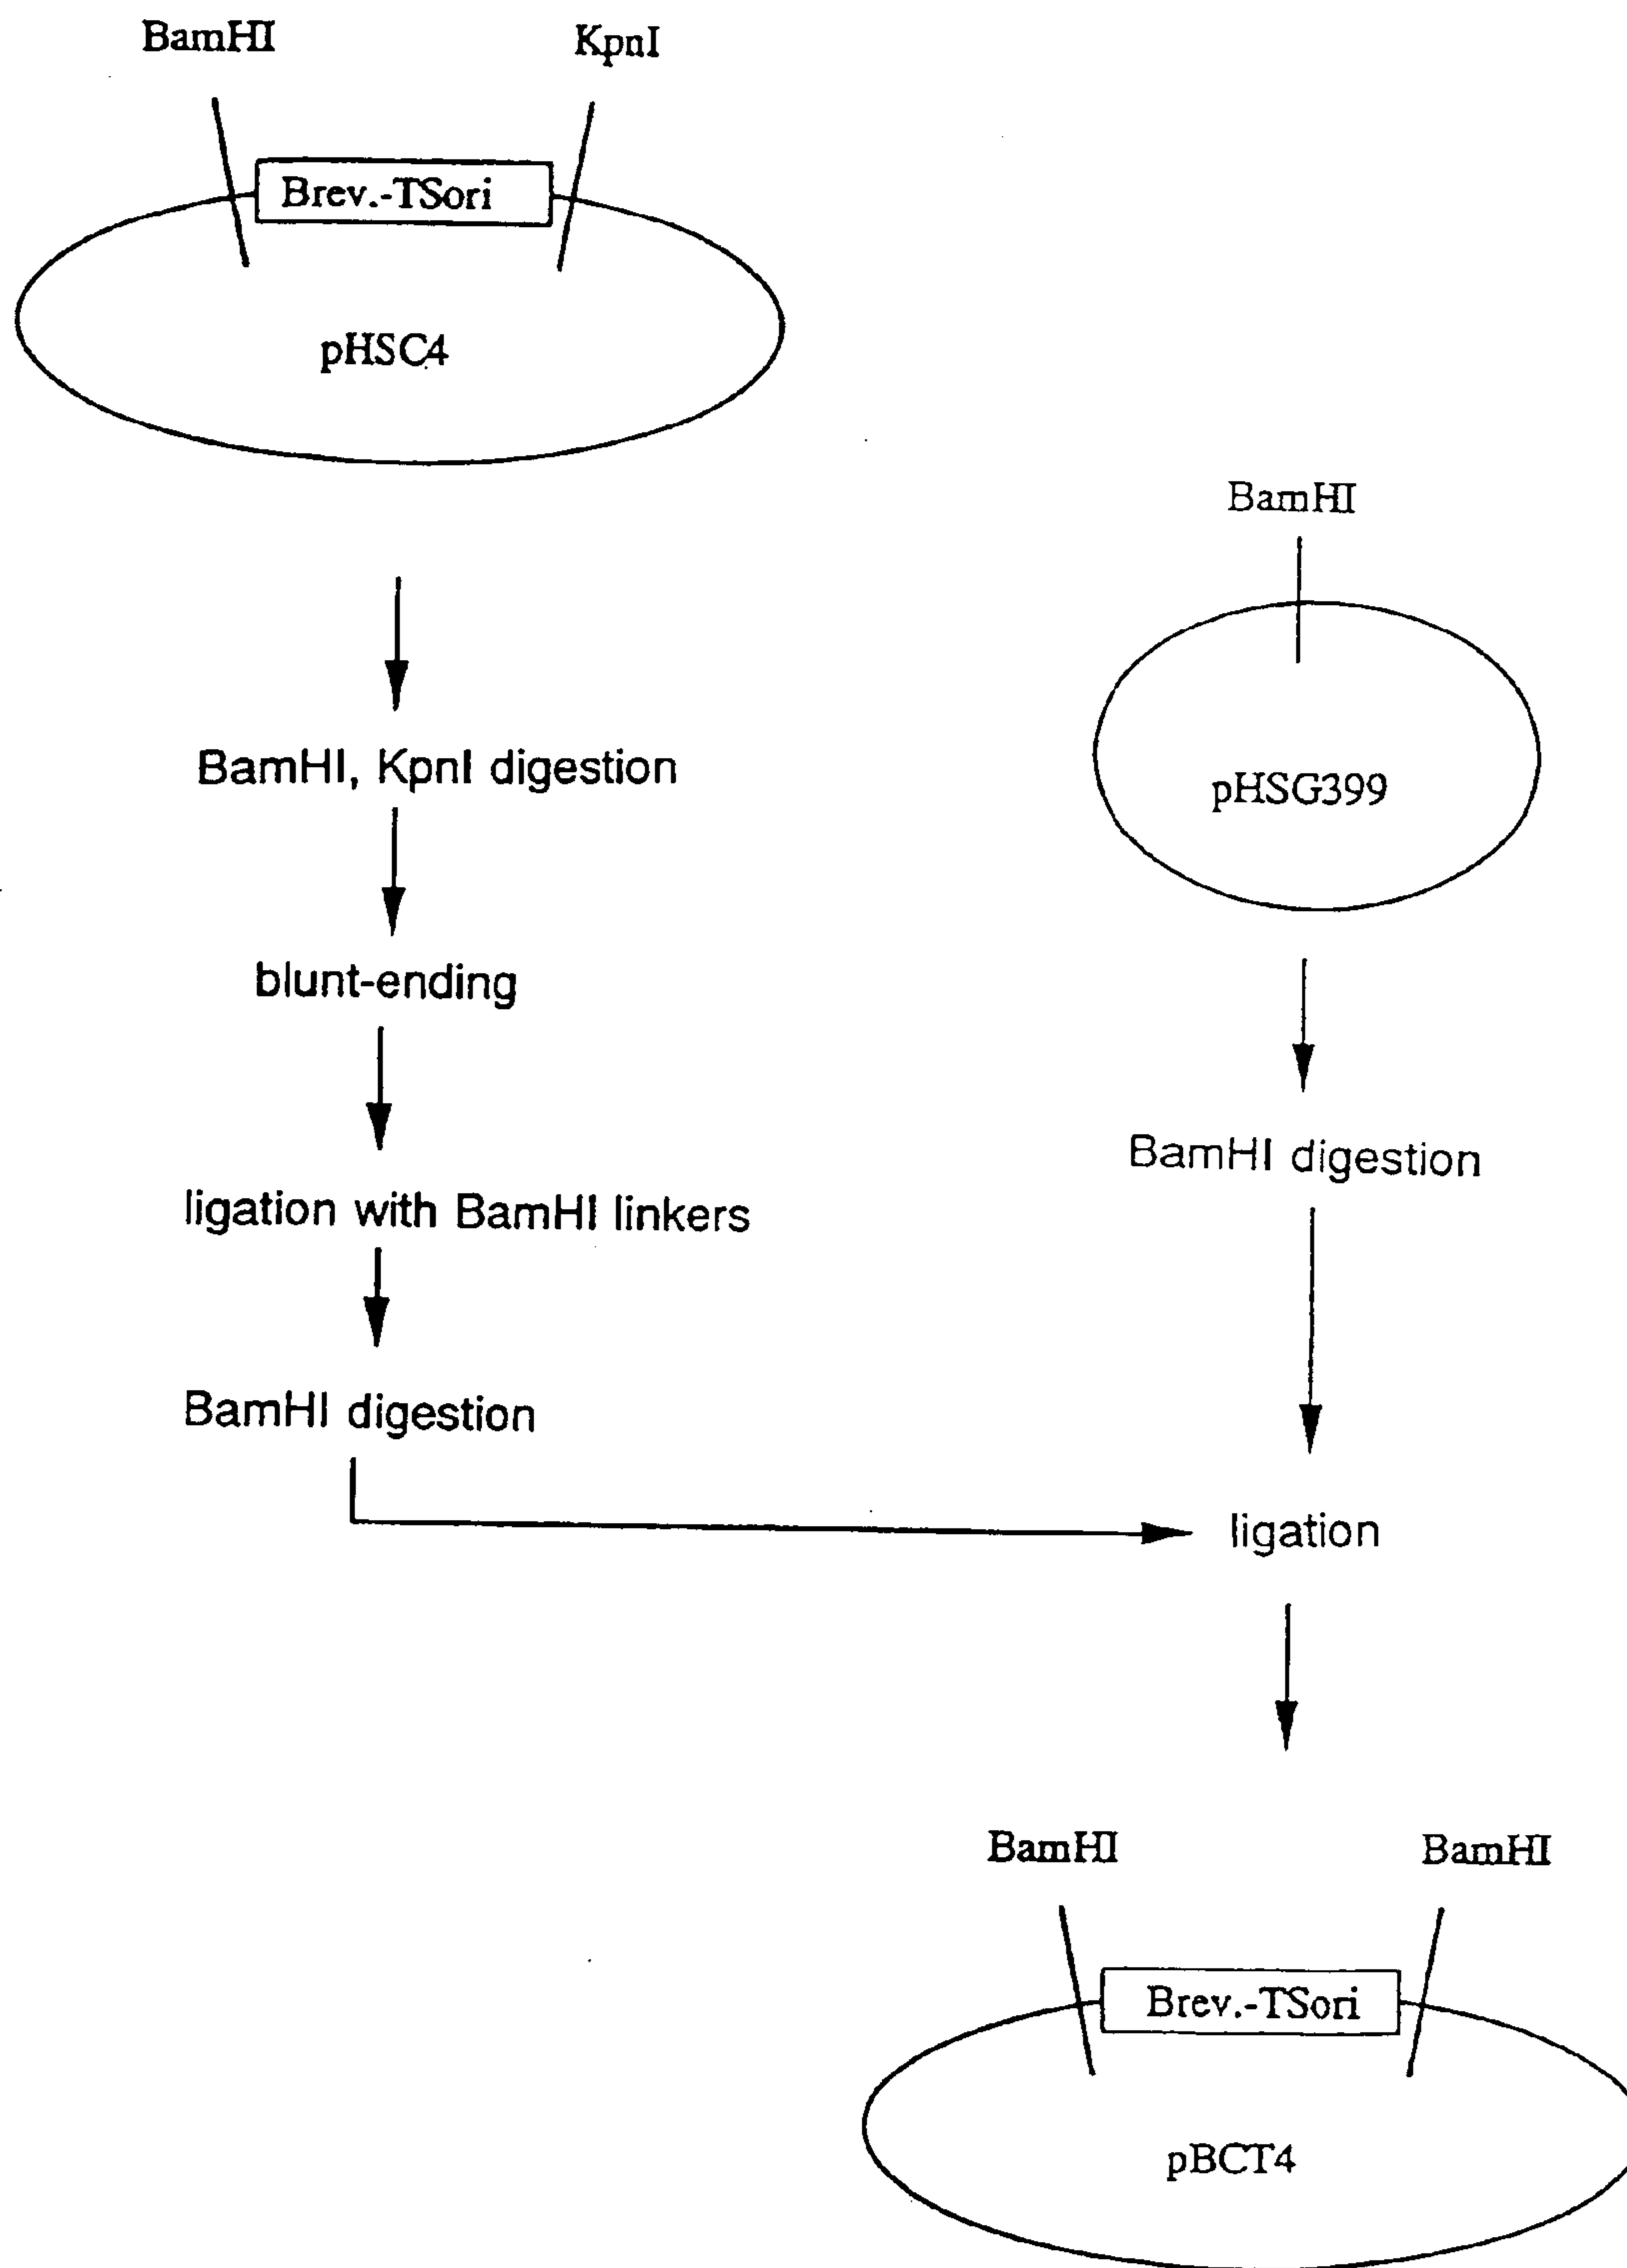 BamHI
KpnI
Brev.-TSori
pHSC4
BamHI, KpnI digestion
blunt-ending
ligation with BamHI linkers
BamHI digestion
BamHI
pHSG399
BamHI digestion
ligation
BamHI
BamHI
Brev.-TSori
pBCT4